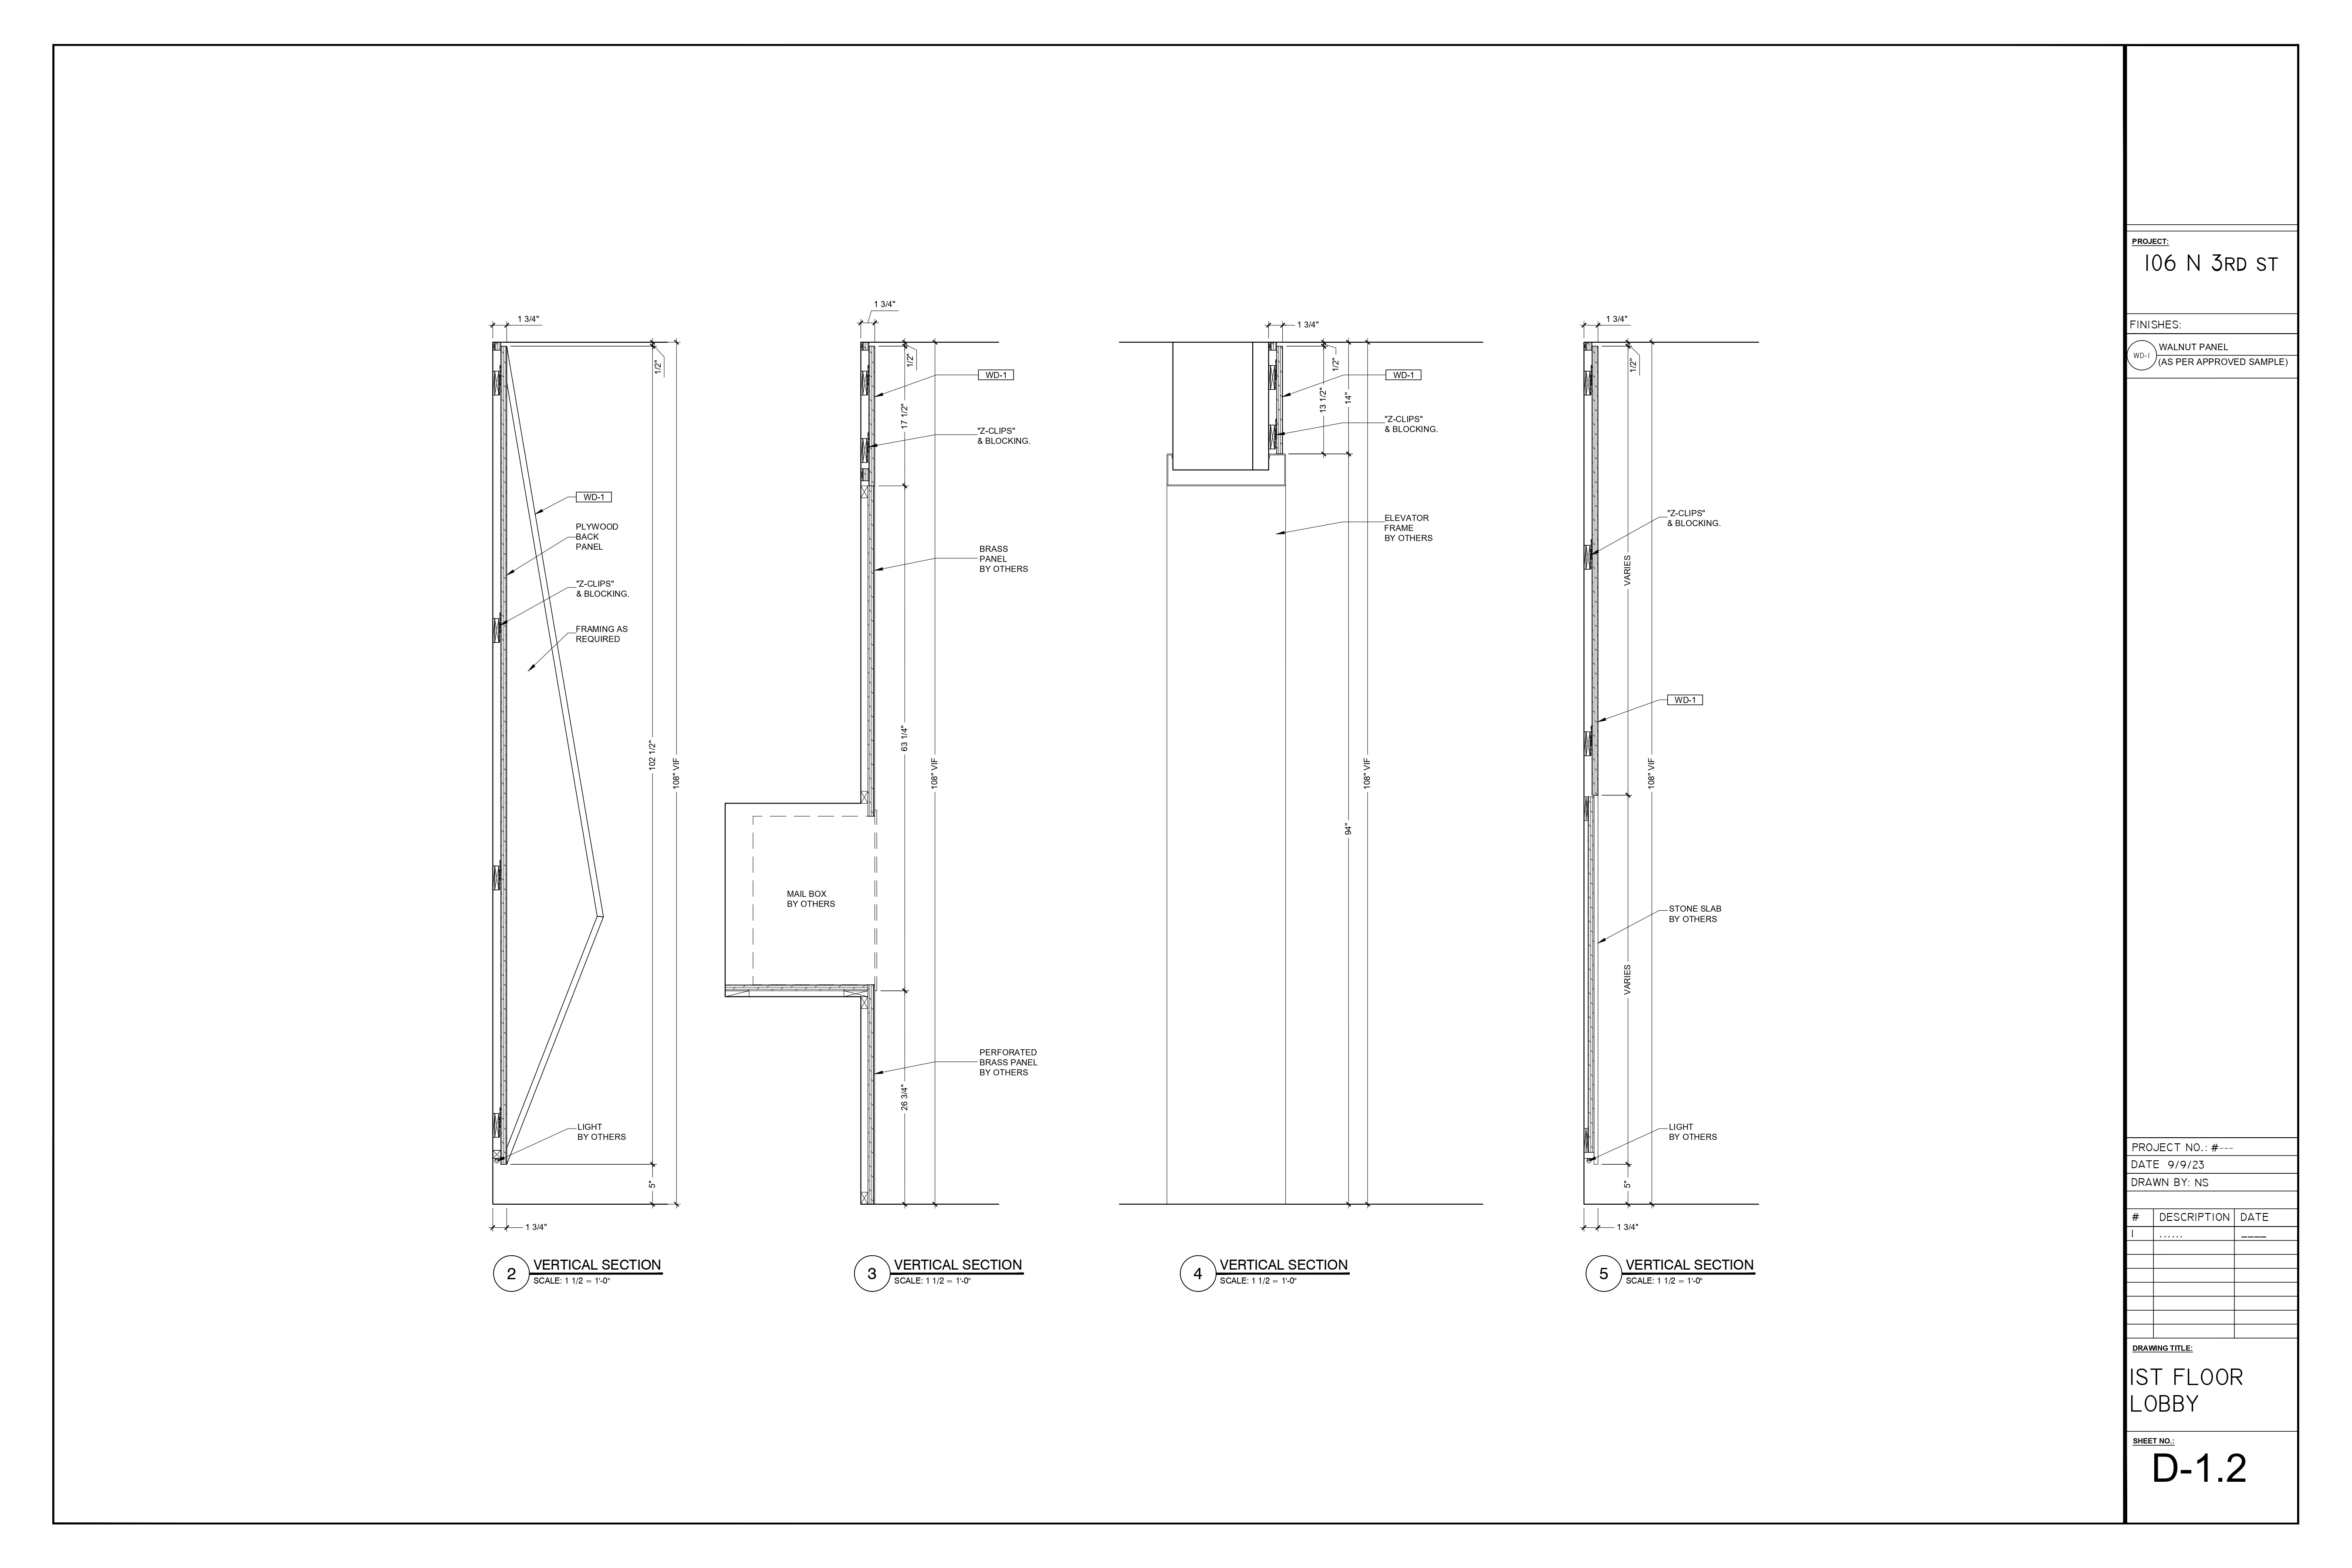 1 3/4"
1/2"
WD-1
PLYWOOD
BACK
PANEL
"Z-CLIPS"
& BLOCKING.
FRAMING AS
REQUIRED
102 1/2"
108" VIF
LIGHT
BY OTHERS
5"
1 3/4"
2
VERTICAL SECTION
SCALE: 1 1/2 = 1'-0"
1 3/4"
1/2"
WD-1
17 1/2"
"Z-CLIPS"
& BLOCKING.
BRASS
PANEL
BY OTHERS
63 1/4"
108" VIF
MAIL BOX
BY OTHERS
PERFORATED
BRASS PANEL
BY OTHERS
26 3/4"
3
VERTICAL SECTION
SCALE: 1 1/2 = 1'-0"
1 3/4"
1/2"
WD-1
13 1/2"
14"
"Z-CLIPS"
& BLOCKING.
ELEVATOR
FRAME
BY OTHERS
108" VIF
94"
4
VERTICAL SECTION
SCALE: 1 1/2 = 1'-0"
1 3/4"
1/2"
"Z-CLIPS"
& BLOCKING.
VARIES
WD-1
108" VIF
STONE SLAB
BY OTHERS
VARIES
LIGHT
BY OTHERS
5"
1 3/4"
5
VERTICAL SECTION
SCALE: 1 1/2 = 1'-0"
PROJECT:
106 N 3RD ST
FINISHES:
WD-1
WALNUT PANEL
(AS PER APPROVED SAMPLE)
PROJECT NO.: #---
DATE 9/9/23
DRAWN BY: NS
# DESCRIPTION DATE
1 ...... ____
DRAWING TITLE:
1ST FLOOR
LOBBY
SHEET NO.:
D-1.2